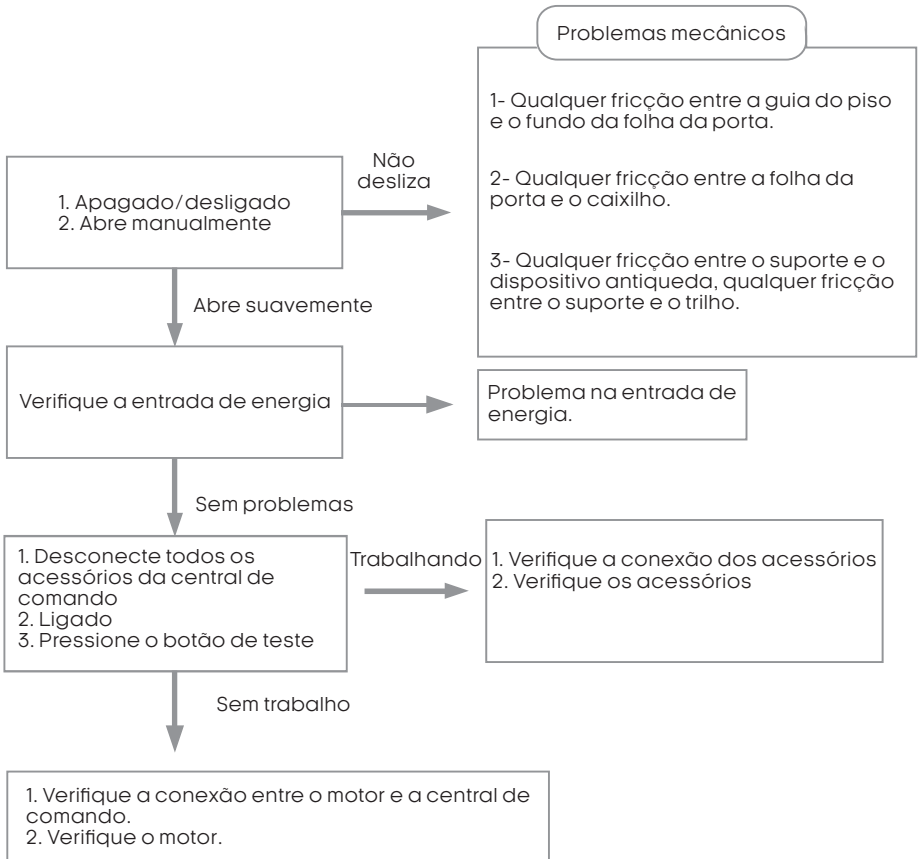 Problemas mecânicos
1- Qualquer fricção entre a guia do piso
e o fundo da folha da porta.
2- Qualquer fricção entre a folha da
porta e o caixilho.
3- Qualquer fricção entre o suporte e o
dispositivo antiqueda, qualquer fricção
entre o suporte e o trilho.
1. Apagado/desligado
2. Abre manualmente
Não
desliza
Abre suavemente
Verifique a entrada de energia
Problema na entrada de
energia.
Sem problemas
1. Desconecte todos os
acessórios da central de
comando
2. Ligado
3. Pressione o botão de teste
Trabalhando
1. Verifique a conexão dos acessórios
2. Verifique os acessórios
Sem trabalho
1. Verifique a conexão entre o motor e a central de
comando.
2. Verifique o motor.